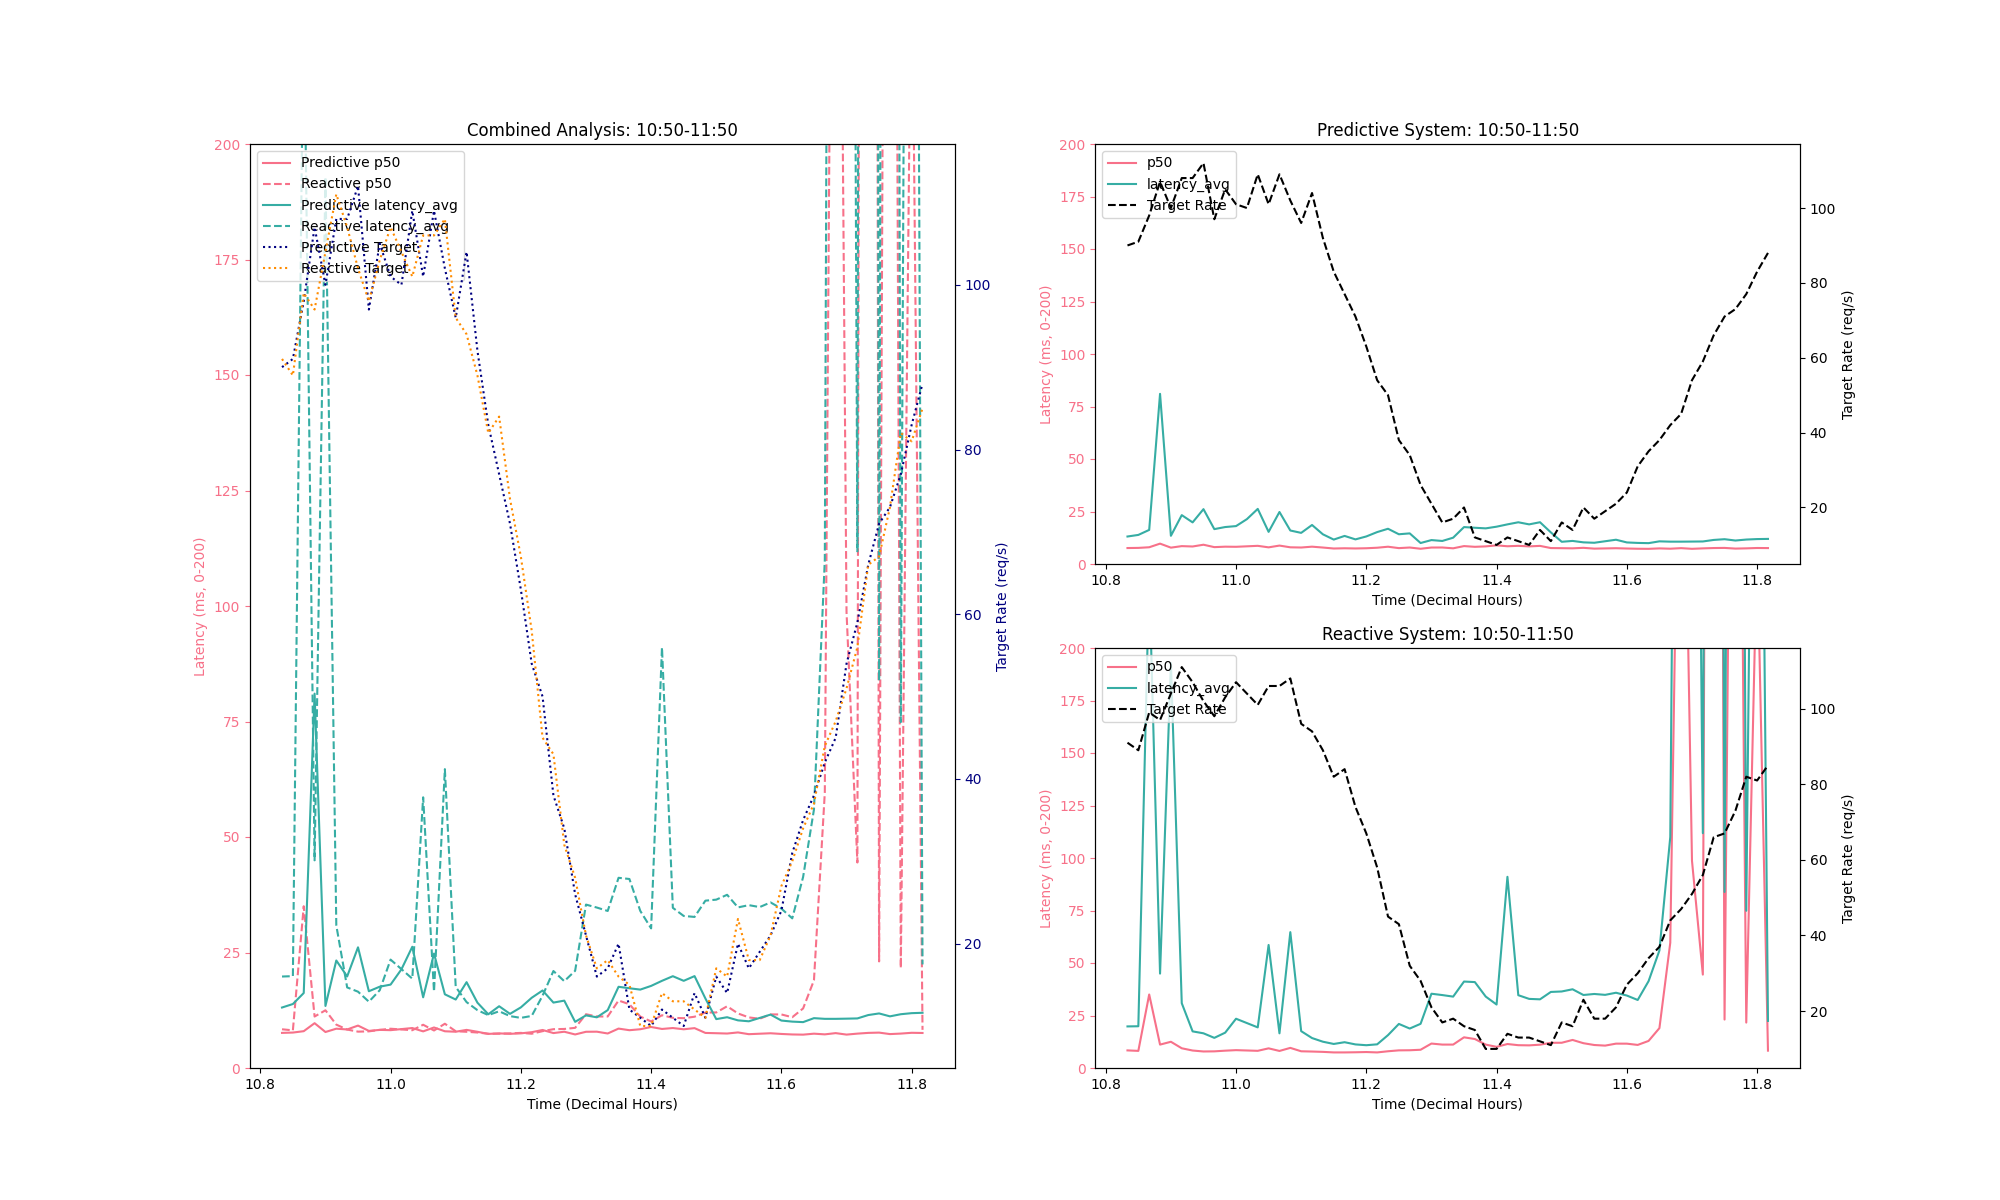 Combined Analysis: 10:50-11:50
Predictive p50
Reactive p50
Predictive latency_avg
Reactive latency_avg
Predictive Target
Reactive Target
200
175
150
125
100
75
50
25
0
Latency (ms, 0-200)
100
80
60
40
20
Target Rate (req/s)
10.8 11.0 11.2 11.4 11.6 11.8
Time (Decimal Hours)
Predictive System: 10:50-11:50
p50
latency_avg
Target Rate
200
175
150
125
100
75
50
25
0
Latency (ms, 0-200)
100
80
60
40
20
Target Rate (req/s)
10.8 11.0 11.2 11.4 11.6 11.8
Time (Decimal Hours)
Reactive System: 10:50-11:50
p50
latency_avg
Target Rate
200
175
150
125
100
75
50
25
0
Latency (ms, 0-200)
100
80
60
40
20
Target Rate (req/s)
10.8 11.0 11.2 11.4 11.6 11.8
Time (Decimal Hours)